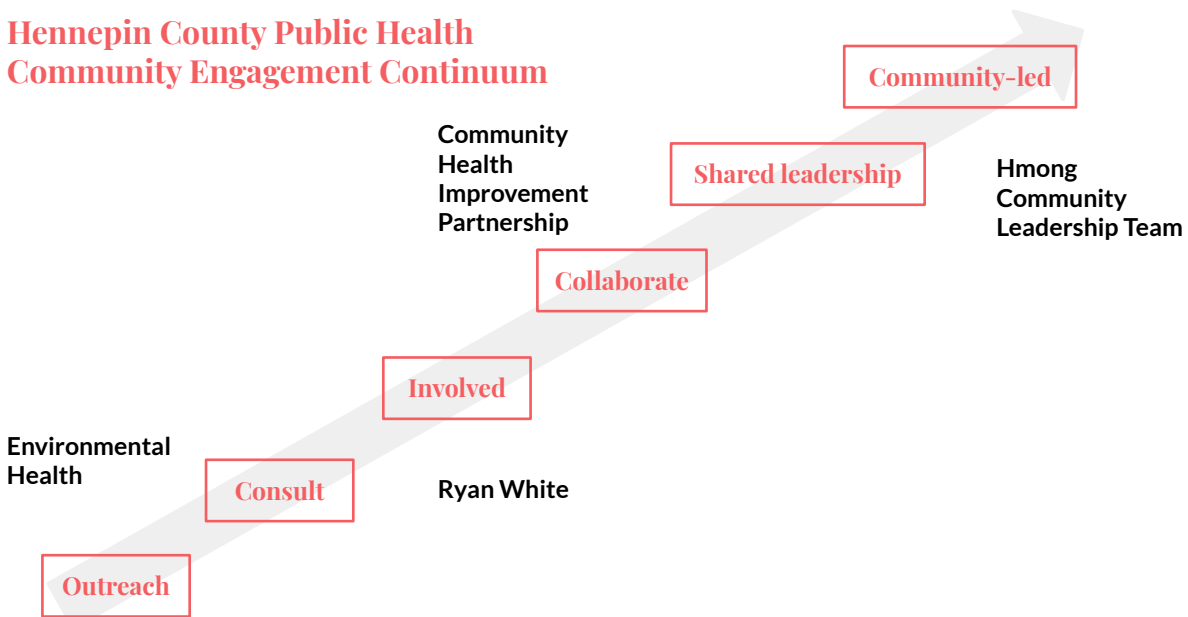 Hennepin County Public Health
Community Engagement Continuum
Community-led
Community
Health
Improvement
Partnership
Shared leadership
Hmong
Community
Leadership Team
Collaborate
Involved
Environmental
Health
Consult
Ryan White
Outreach